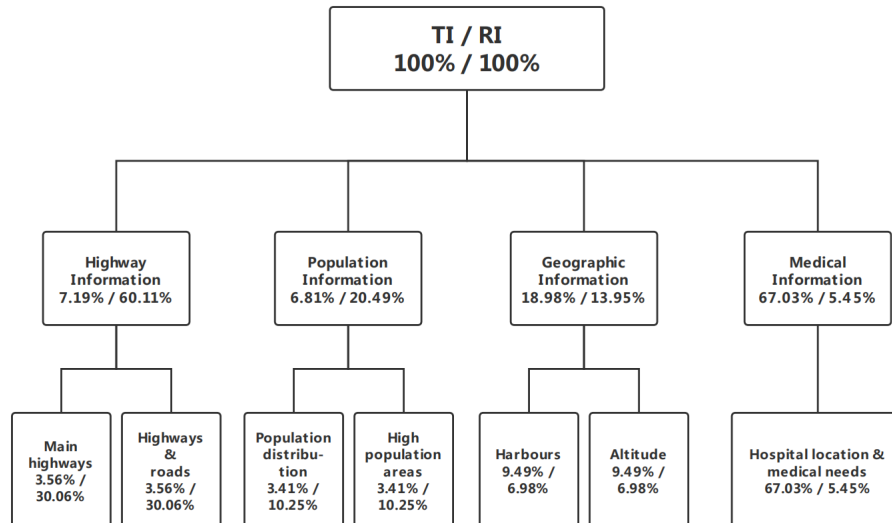 TI / RI
100% / 100%
Highway
Information
7.19% / 60.11%
Population
Information
6.81% / 20.49%
Geographic
Information
18.98% / 13.95%
Medical
Information
67.03% / 5.45%
Main
highways
3.56% /
30.06%
Highways
&
roads
3.56% /
30.06%
Population
distribu-
tion
3.41% /
10.25%
High
population
areas
3.41% /
10.25%
Harbours
9.49% /
6.98%
Altitude
9.49% /
6.98%
Hospital location &
medical needs
67.03% / 5.45%